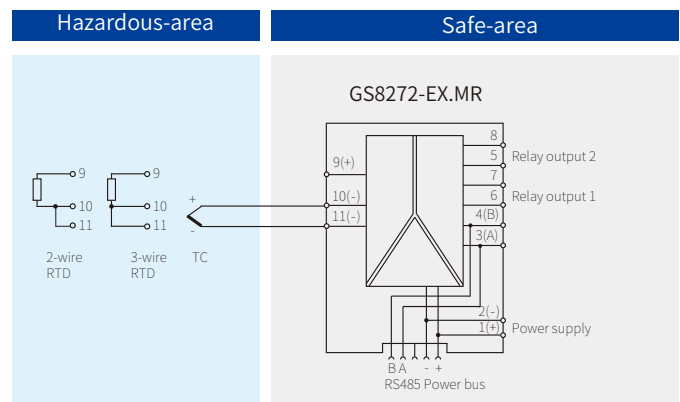 Hazardous-area
Safe-area
GS8272-EX.MR
9
10
11
2-wire
RTD
9
10
11
3-wire
RTD
+
-
TC
9(+)
10(-)
11(-)
8
5
Relay output 2
7
6
Relay output 1
4(B)
3(A)
2(-)
1(+)
Power supply
B A - +
RS485 Power bus